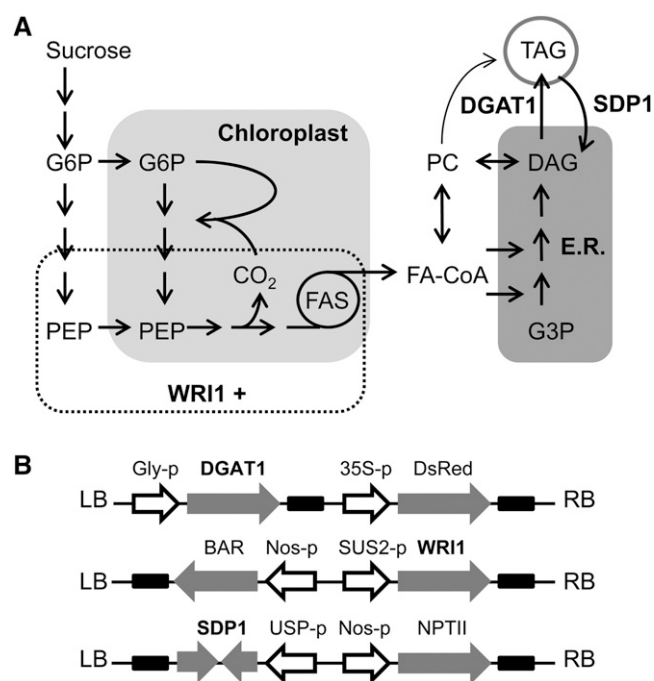 A
Sucrose
TAG
DGAT1 SDP1
Chloroplast
G6P G6P
PC DAG
E.R.
CO2
FAS
FA-CoA
PEP PEP
G3P
WRI1 +
B
Gly-p DGAT1 35S-p DsRed
LB RB
BAR Nos-p SUS2-p WRI1
LB RB
SDP1 USP-p Nos-p NPTII
LB RB